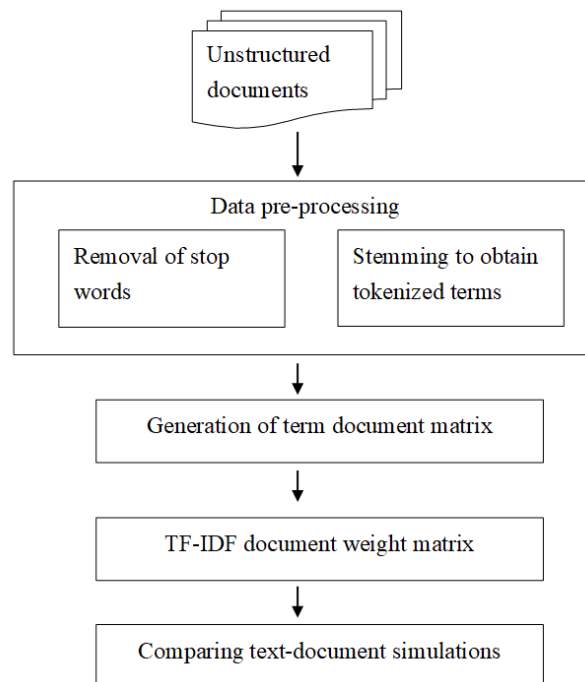 Unstructured
documents
Data pre-processing
Removal of stop
words
Stemming to obtain
tokenized terms
Generation of term document matrix
TF-IDF document weight matrix
Comparing text-document simulations